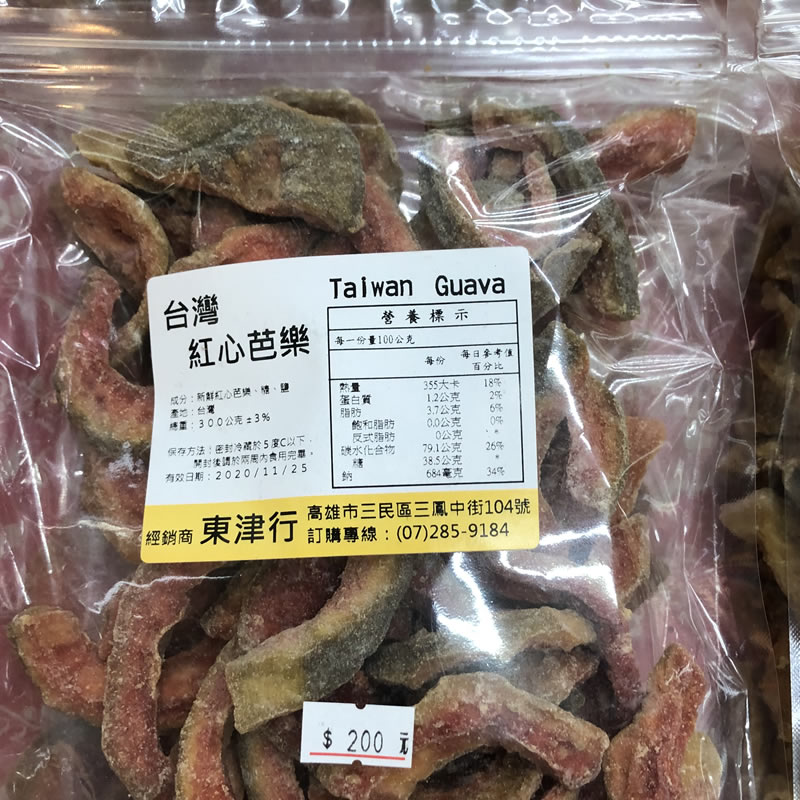 台灣
紅心芭樂
成分：新鮮紅心芭樂、糖、鹽
產地：台灣
總重：300公克±3%
保存方法：密封冷藏於5度C以下，
開封後請於兩周內食用完畢。
有效日期：2020/11/25
Taiwan Guava
營養標示
每一份量100公克
每份 每日參考值
百分比
熱量 355大卡 18%
蛋白質 1.2公克 2%
脂肪 3.7公克 6%
飽和脂肪 0.0公克 0%
反式脂肪 0公克 *
碳水化合物 79.1公克 26%
糖 38.5公克 *
鈉 684毫克 34%
經銷商 東津行 高雄市三民區三鳳中街104號
訂購專線：(07)285-9184
$ 200 元